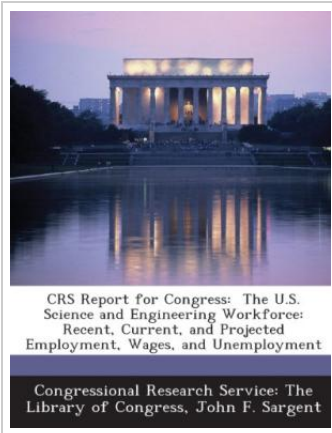 CRS Report for Congress: The U.S.
Science and Engineering Workforce:
Recent, Current, and Projected
Employment, Wages, and Unemployment
Congressional Research Service: The
Library of Congress, John F. Sargent